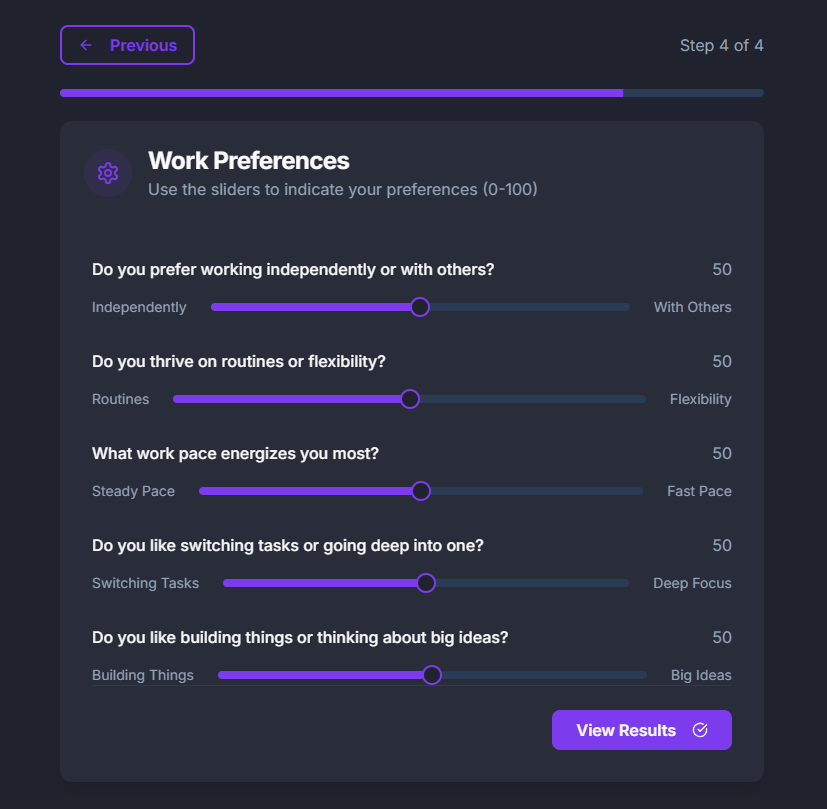 Previous
Step 4 of 4
Work Preferences
Use the sliders to indicate your preferences (0-100)
Do you prefer working independently or with others? 50
Independently With Others
Do you thrive on routines or flexibility? 50
Routines Flexibility
What work pace energizes you most? 50
Steady Pace Fast Pace
Do you like switching tasks or going deep into one? 50
Switching Tasks Deep Focus
Do you like building things or thinking about big ideas? 50
Building Things Big Ideas
View Results